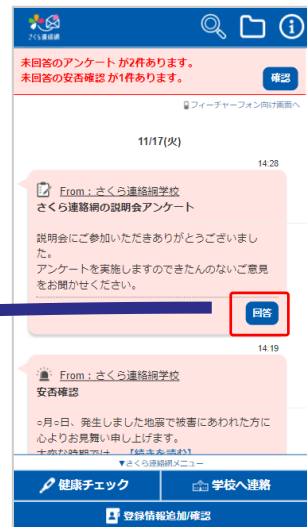 さくら連絡網
未回答のアンケート が2件あります。
未回答の安否確認 が1件あります。
確認
フィーチャーフォン向け画面へ
11/17(火)
14:28
From：さくら連絡網学校
さくら連絡網の説明会アンケート
説明会にご参加いただきありがとうございまし
た。
アンケートを実施しますのできたんのないご意見
をお聞かせください。
回答
14:19
From：さくら連絡網学校
安否確認
○月○日、発生しました地震で被害にあわれた方に
心よりお見舞い申し上げます。
【続きを読む】
▼さくら連絡網メニュー
健康チェック
学校へ連絡
登録情報追加/確認